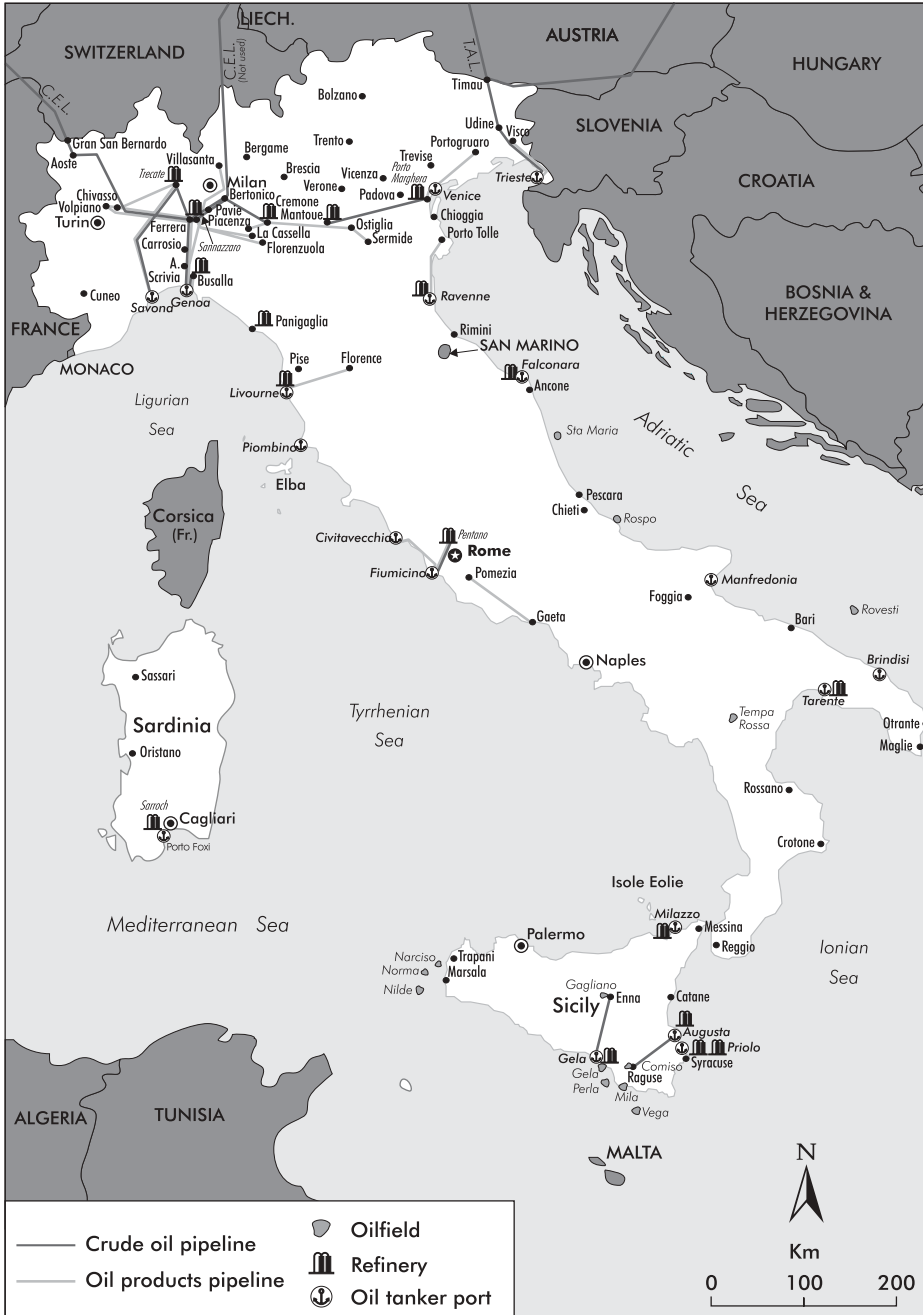 LIECH.
AUSTRIA
SWITZERLAND
HUNGARY
C.E.L.
(Not used)
T.A.L.
Timau
Bolzano
C.E.L.
SLOVENIA
Udine
Visco
Gran San Bernardo
Aoste
Trento
Portogruaro
Bergame
Villasanta
Trevise
Porto
Marghera
Trieste
CROATIA
Trecate
Milan
Brescia
Vicenza
Verone
Padova
Venice
Chivasso
Volpiano
Bertonico
Cremone
Mantoue
Pavie
Chioggia
Turin
Ferrera
Piacenza
Ostiglia
Porto Tolle
Sannazzaro
La Cassella
Sermide
Carrosio
Florenzuola
A.
Scrivia
Busalla
Cuneo
Savona
Genoa
Ravenne
BOSNIA &
HERZEGOVINA
FRANCE
Panigaglia
Rimini
SAN MARINO
MONACO
Pise
Florence
Falconara
Livourne
Ancone
Ligurian
Sea
Adriatic
Sea
Sta Maria
Piombino
Elba
Pescara
Chieti
Rospo
Corsica
(Fr.)
Civitavecchia
Pentano
Rome
Fiumicino
Pomezia
Manfredonia
Foggia
Rovesti
Gaeta
Bari
Naples
Brindisi
Sassari
Tarente
Tyrrhenian
Sea
Tempa
Rossa
Otrante
Sardinia
Maglie
Oristano
Rossano
Sarroch
Cagliari
Porto Foxi
Crotone
Isole Eolie
Mediterranean Sea
Milazzo
Messina
Palermo
Reggio
Ionian
Sea
Narciso
Norma
Nilde
Trapani
Marsala
Gagliano
Enna
Sicily
Catane
Augusta
Priolo
Gela
Syracuse
Comiso
Raguse
Gela
Perla
Mila
Vega
ALGERIA
TUNISIA
MALTA
N
Crude oil pipeline
Oil products pipeline
Oilfield
Refinery
Oil tanker port
Km
0 100 200